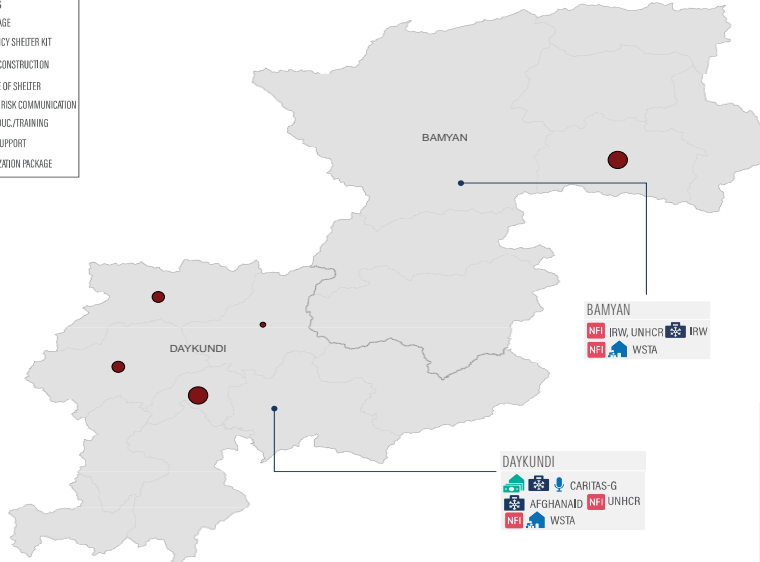 AGE
CY SHELTER KIT
CONSTRUCTION
E OF SHELTER
RISK COMMUNICATION
DUC./TRAINING
UPPORT
ZATION PACKAGE
BAMYAN
DAYKUNDI
BAMYAN
NFI IRW, UNHCR IRW
NFI WSTA
DAYKUNDI
CARITAS-G
AFGHANAID NFI UNHCR
NFI WSTA